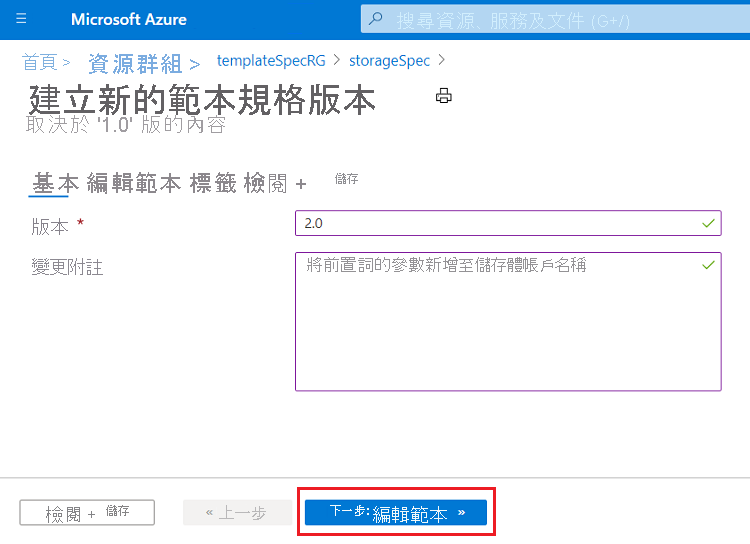 Microsoft Azure
搜尋資源、服務及文件 (G+/)
首頁 > 資源群組 > templateSpecRG > storageSpec >
建立新的範本規格版本
取決於 '1.0' 版的內容
基本 編輯範本 標籤 檢閱 + 儲存
版本 * 2.0
變更附註 將前置詞的參數新增至儲存體帳戶名稱
檢閱 + 儲存 « 上一步 下一步: 編輯範本 »